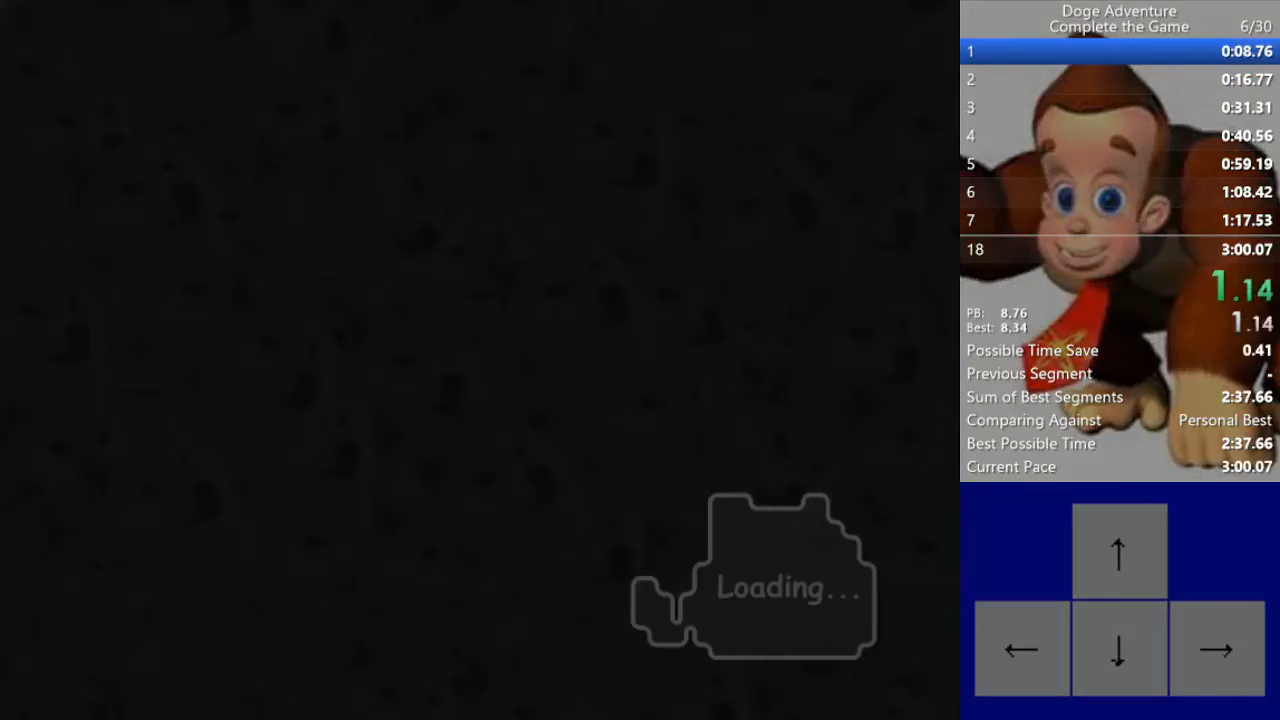 Doge Adventure
Complete the Game 6/30
1 0:08.76
2 0:16.77
3 0:31.31
4 0:40.56
5 0:59.19
6 1:08.42
7 1:17.53
18 3:00.07
1.14
PB: 8.76
Best: 8.34
1.14
Possible Time Save 0.41
Previous Segment -
Sum of Best Segments 2:37.66
Comparing Against Personal Best
Best Possible Time 2:37.66
Current Pace 3:00.07
Loading...
↑
← ↓ →